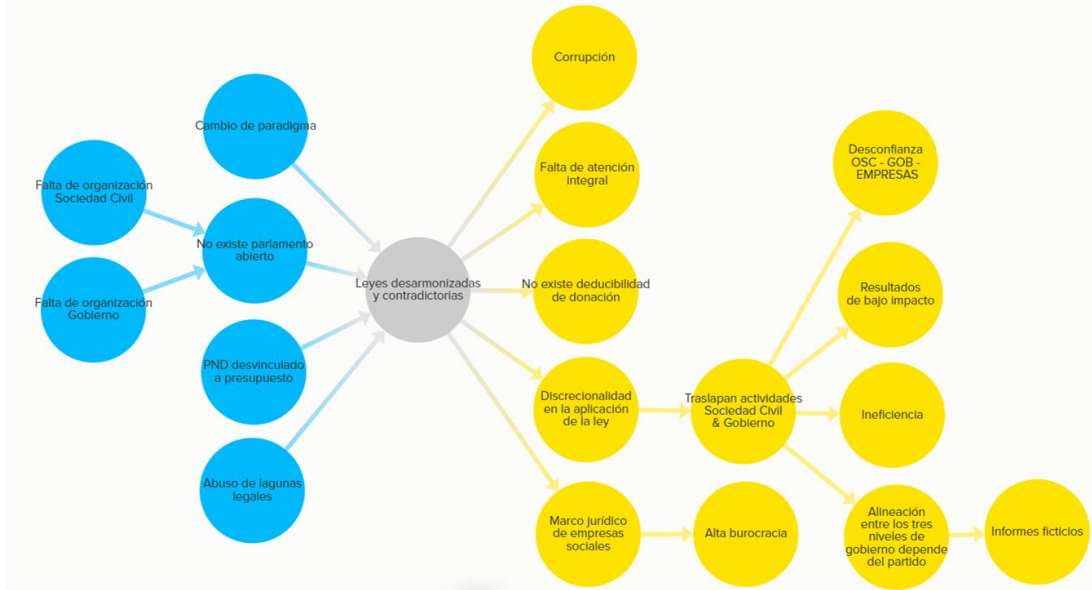 Corrupción
Cambio de paradigma
Falta de organización
Sociedad Civil
Falta de atención
integral
Desconfianza
OSC - GOB -
EMPRESAS
No existe parlamento
abierto
Falta de organización
Gobierno
Leyes desarmonizadas
y contradictorias
No existe deducibilidad
de donación
Resultados
de bajo impacto
PND desvinculado
a presupuesto
Discrecionalidad
en la aplicación
de la ley
Traslapan actividades
Sociedad Civil
& Gobierno
Ineficiencia
Abuso de lagunas
legales
Marco jurídico
de empresas
sociales
Alta burocracia
Alineación
entre los tres
niveles de
gobierno depende
del partido
Informes ficticios